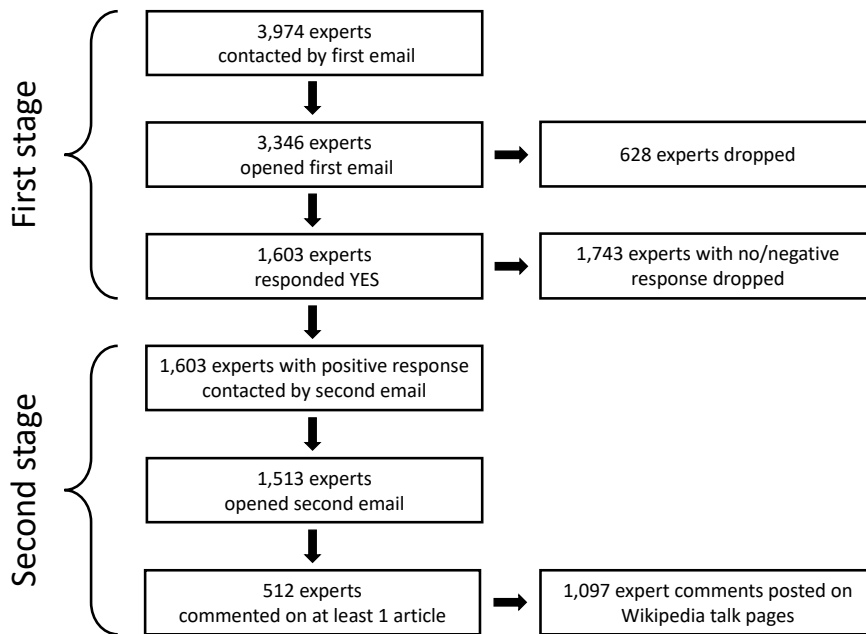 First stage
3,974 experts
contacted by first email
3,346 experts
opened first email
628 experts dropped
1,603 experts
responded YES
1,743 experts with no/negative
response dropped
Second stage
1,603 experts with positive response
contacted by second email
1,513 experts
opened second email
512 experts
commented on at least 1 article
1,097 expert comments posted on
Wikipedia talk pages